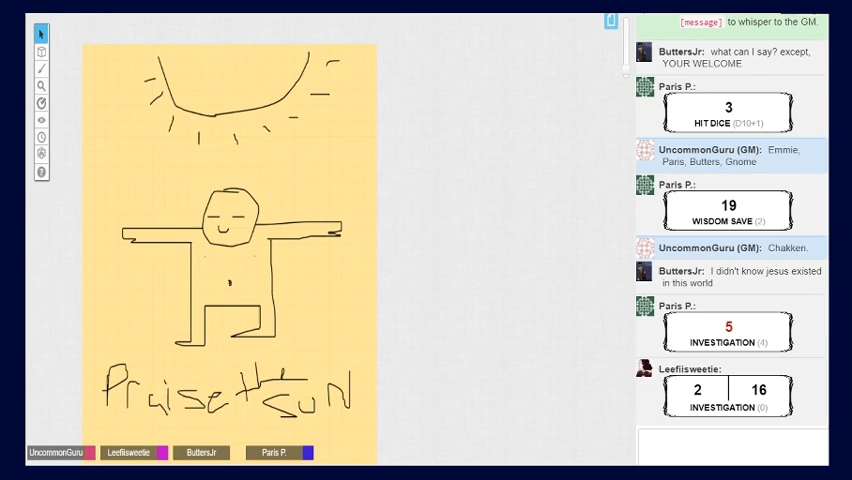 [message] to whisper to the GM.
ButtersJr: what can I say? except,
YOUR WELCOME
Paris P.:
3
HIT DICE (D10+1)
UncommonGuru (GM): Emmie,
Paris, Butters, Gnome
Paris P.:
19
WISDOM SAVE (2)
UncommonGuru (GM): Chakken.
ButtersJr: I didn't know jesus existed
in this world
Paris P.:
5
INVESTIGATION (4)
Leefiisweetie:
2 16
INVESTIGATION (0)
Praise the SUN
UncommonGuru Leefiisweetie ButtersJr Paris P.